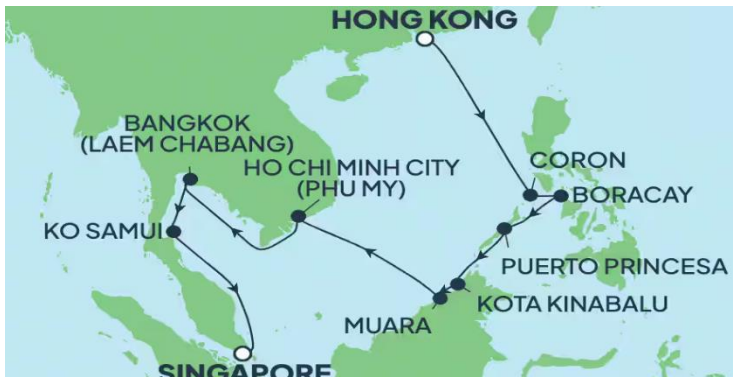 HONG KONG
BANGKOK
(LAEM CHABANG)
HO CHI MINH CITY
(PHU MY)
CORON
BORACAY
KO SAMUI
PUERTO PRINCESA
KOTA KINABALU
MUARA
SINGAPORE